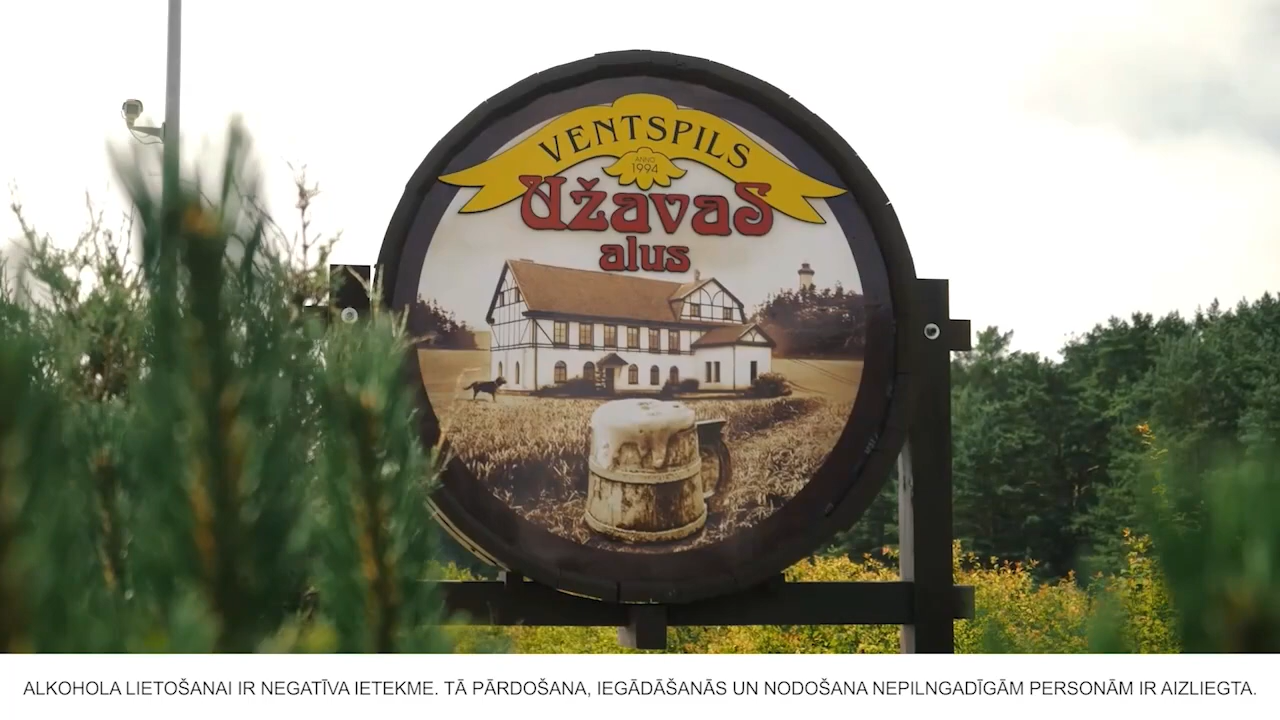 VENTSPILS
ANNO
1994
Užavas
alus
ALKOHOLA LIETOŠANAI IR NEGATĪVA IETEKME. TĀ PĀRDOŠANA, IEGĀDĀŠANĀS UN NODOŠANA NEPILNGADĪGĀM PERSONĀM IR AIZLIEGTA.